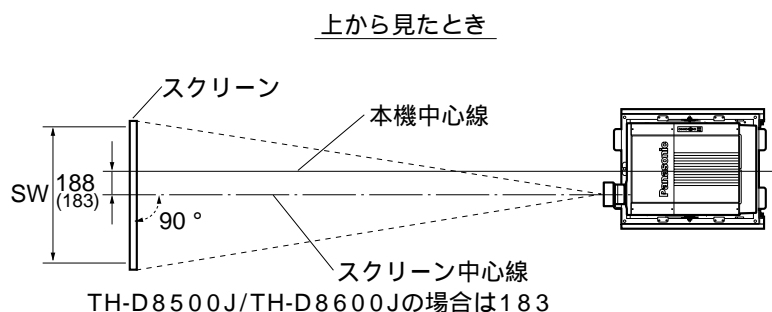 上から見たとき
スクリーン
本機中心線
Panasonic
SW
188
(183)
90 °
スクリーン中心線
TH-D8500J/TH-D8600Jの場合は183